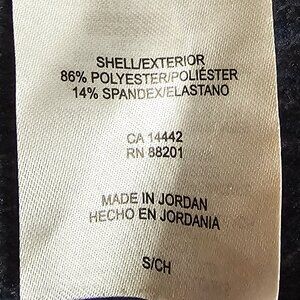 SHELL/EXTERIOR
86% POLYESTER/POLIÉSTER
14% SPANDEX/ELASTANO
CA 14442
RN 88201
MADE IN JORDAN
HECHO EN JORDANIA
S/CH